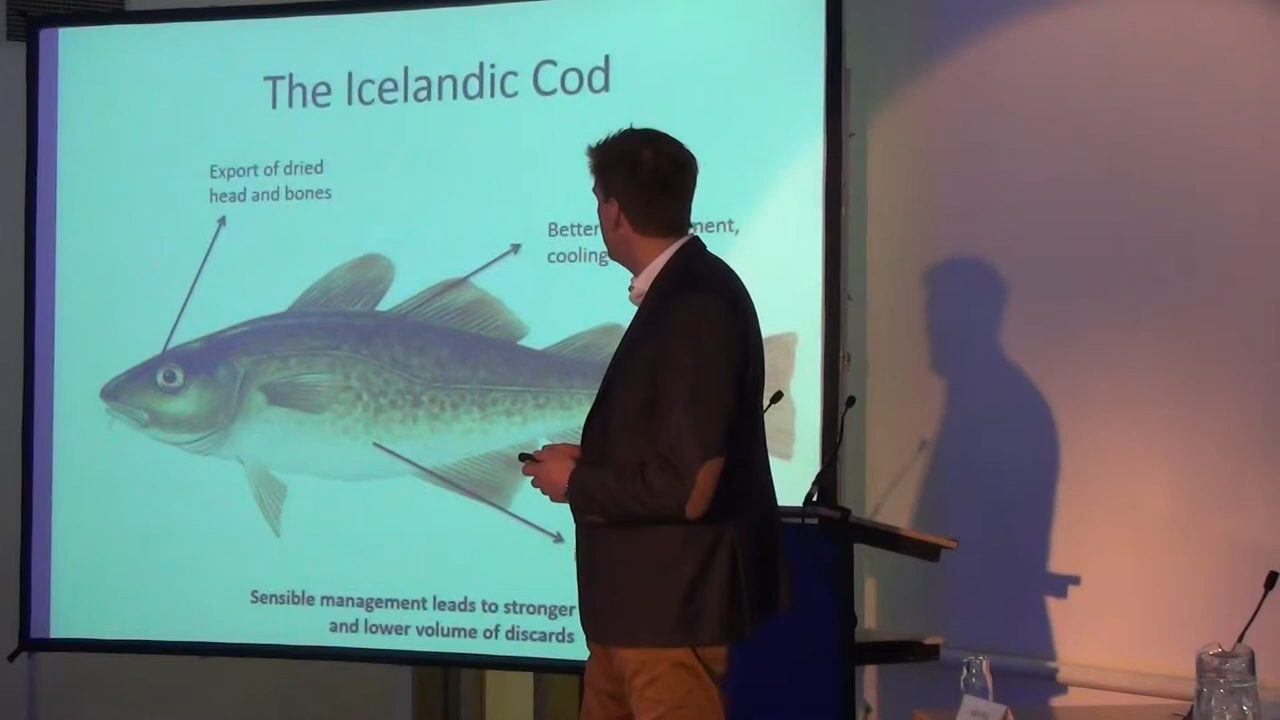 The Icelandic Cod
Export of dried
head and bones
Better
cooling
Sensible management leads to stronger
and lower volume of discards